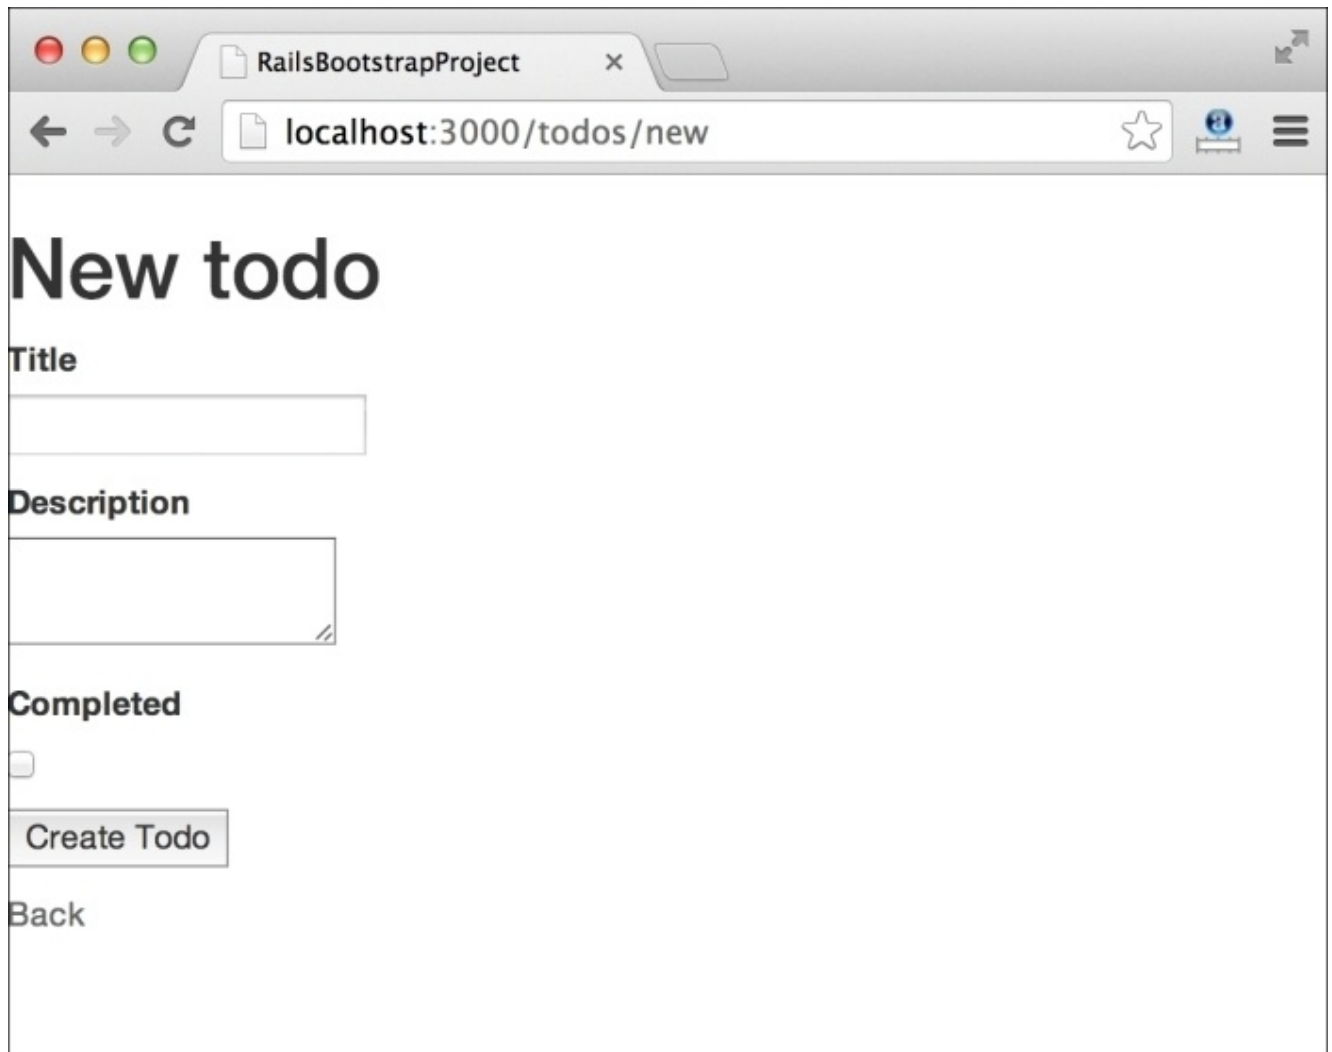 RailsBootstrapProject
localhost:3000/todos/new
a
New todo
Title
Description
Completed
Create Todo
Back